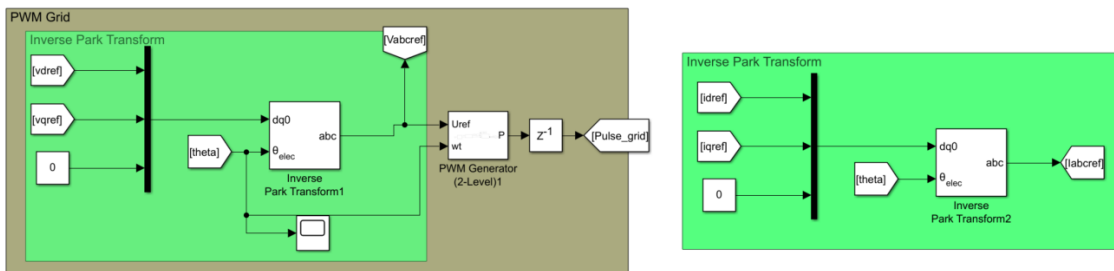 PWM Grid
Inverse Park Transform
[Vabcref]
[vdref]
[vqref]
0
[theta]
dq0
θelec
abc
Inverse
Park Transform1
Uref
wt
P
PWM Generator
(2-Level)1
Z-1
[Pulse_grid]
Inverse Park Transform
[idref]
[iqref]
0
[theta]
dq0
θelec
abc
Inverse
Park Transform2
[Iabcref]